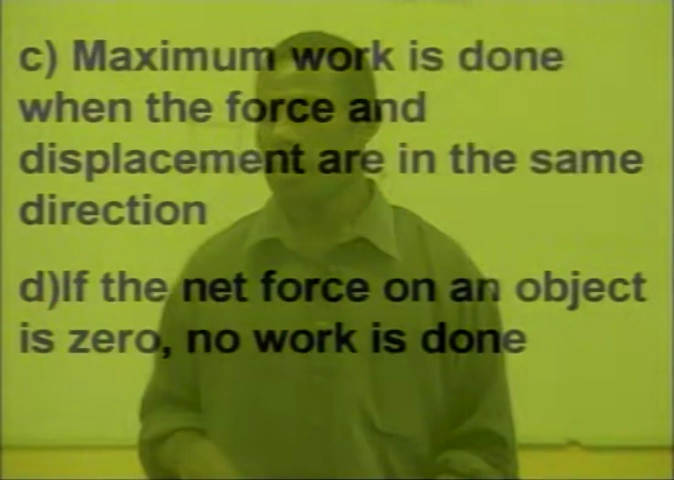 c) Maximum work is done
when the force and
displacement are in the same
direction
d)If the net force on an object
is zero, no work is done